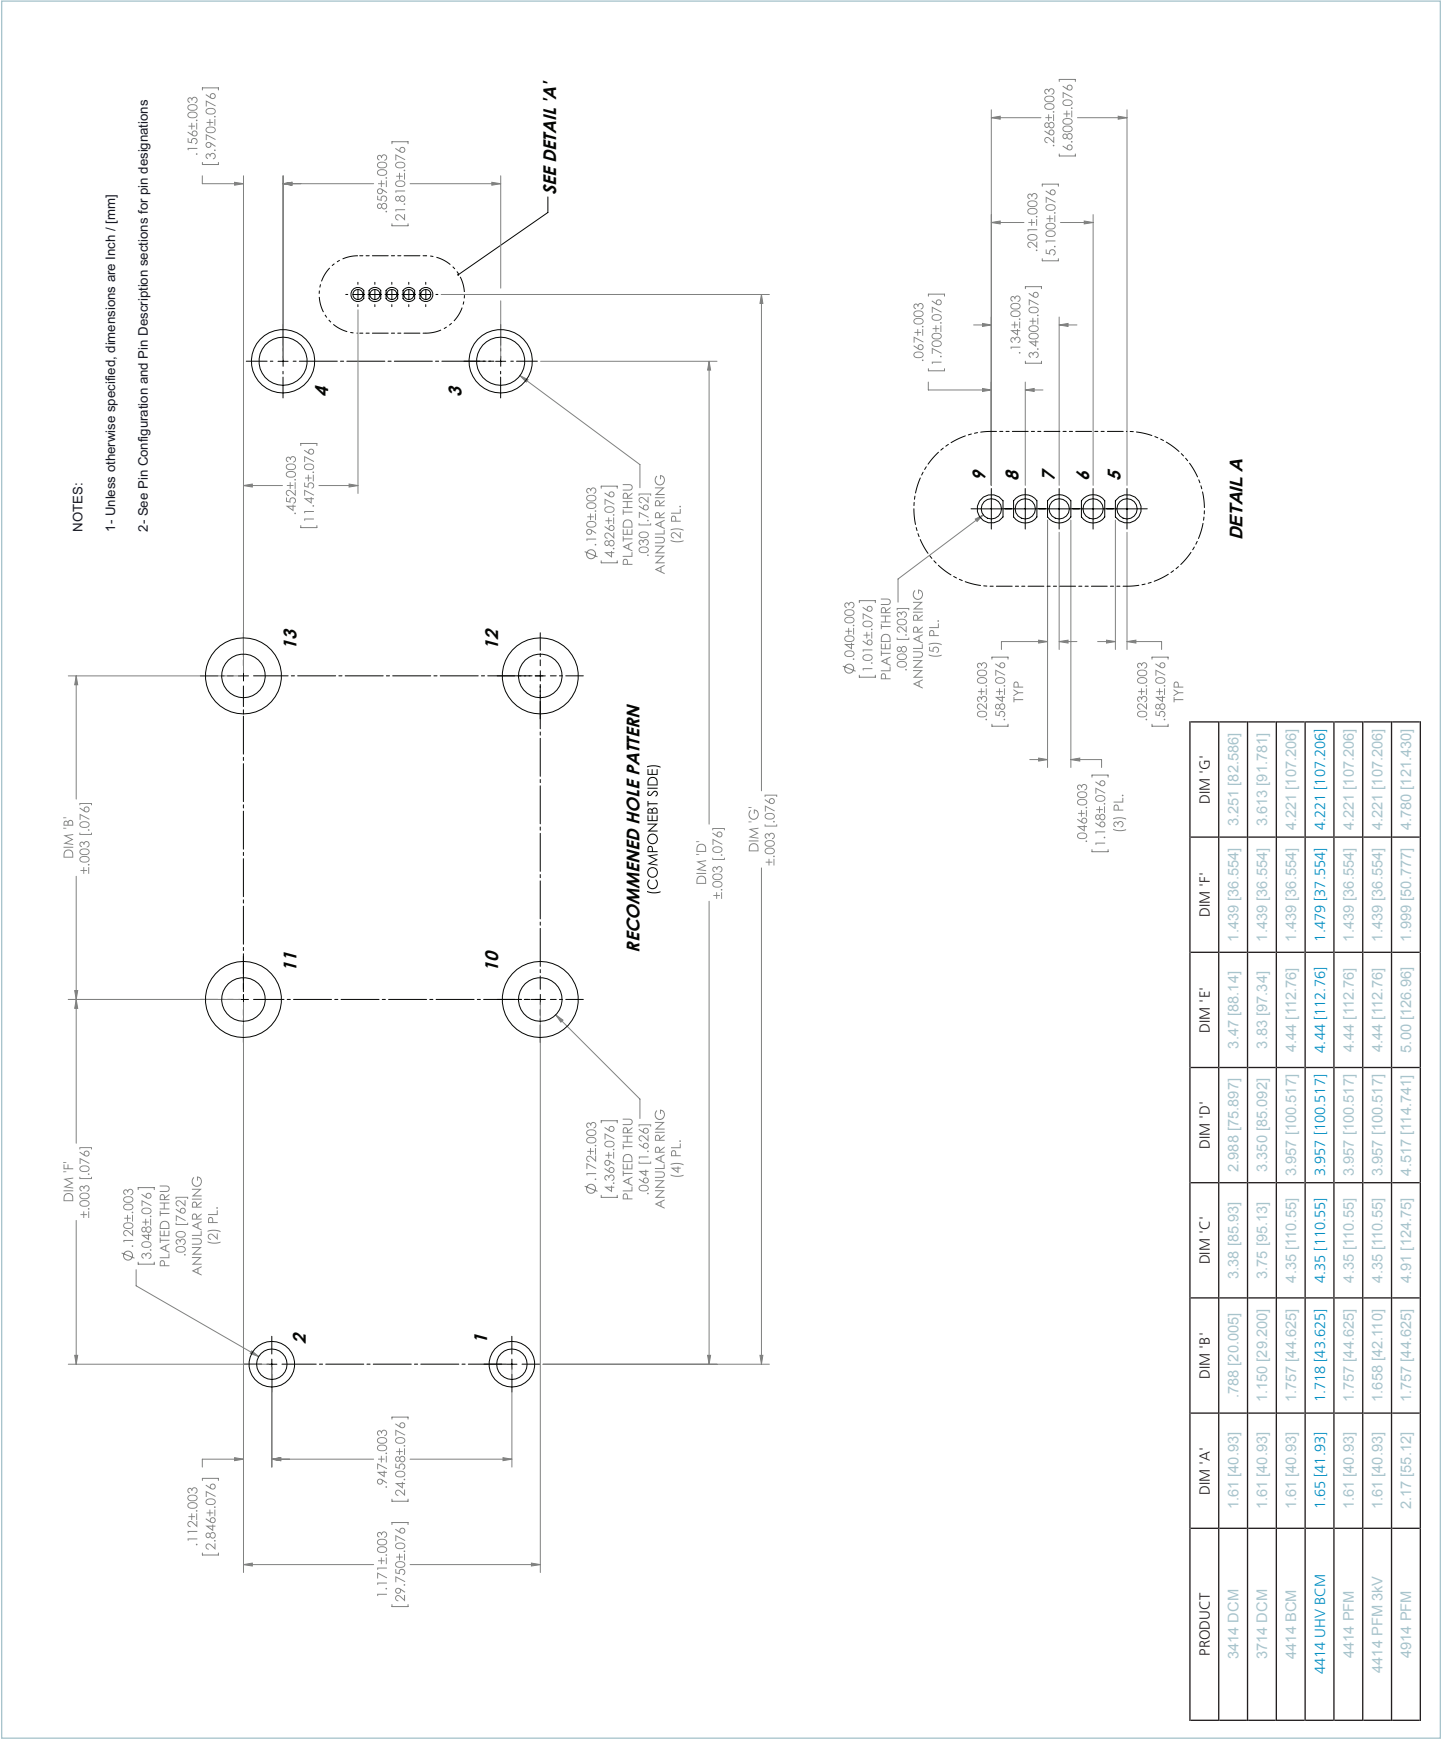 NOTES:
1- Unless otherwise specified, dimensions are Inch / [mm]
2- See Pin Configuration and Pin Description sections for pin designations
DIM 'F'
±.003 [.076]
DIM 'B'
±.003 [.076]
Ø .120±.003
[3.048±.076]
PLATED THRU
.030 [762]
ANNULAR RING
(2) PL.
.112±.003
[2.846±.076]
.947±.003
[24.058±.076]
1.171±.003
[29.750±.076]
2
1
11
10
13
12
4
3
.156±.003
[3.970±.076]
.859±.003
[21.810±.076]
.452±.003
[11.475±.076]
SEE DETAIL 'A'
Ø .172±.003
[4.369±.076]
PLATED THRU
.064 [1.626]
ANNULAR RING
(4) PL.
Ø .190±.003
[4.826±.076]
PLATED THRU
.030 [.762]
ANNULAR RING
(2) PL.
RECOMMENED HOLE PATTERN
(COMPONEBT SIDE)
DIM 'D'
±.003 [.076]
DIM 'G'
±.003 [.076]
Ø .040±.003
[1.016±.076]
PLATED THRU
.008 [.203]
ANNULAR RING
(5) PL.
.067±.003
[1.700±.076]
.134±.003
[3.400±.076]
.201±.003
[5.100±.076]
.268±.003
[6.800±.076]
9
8
7
6
5
.023±.003
[.584±.076]
TYP
.023±.003
[.584±.076]
TYP
.046±.003
[1.168±.076]
(3) PL.
DETAIL A
PRODUCT DIM 'A' DIM 'B' DIM 'C' DIM 'D' DIM 'E' DIM 'F' DIM 'G'
3414 DCM 1.61 [40.93] .788 [20.005] 3.38 [85.93] 2.988 [75.897] 3.47 [88.14] 1.439 [36.554] 3.251 [82.586]
3714 DCM 1.61 [40.93] 1.150 [29.200] 3.75 [95.13] 3.350 [85.092] 3.83 [97.34] 1.439 [36.554] 3.613 [91.781]
4414 BCM 1.61 [40.93] 1.757 [44.625] 4.35 [110.55] 3.957 [100.517] 4.44 [112.76] 1.439 [36.554] 4.221 [107.206]
4414 UHV BCM 1.65 [41.93] 1.718 [43.625] 4.35 [110.55] 3.957 [100.517] 4.44 [112.76] 1.479 [37.554] 4.221 [107.206]
4414 PFM 1.61 [40.93] 1.757 [44.625] 4.35 [110.55] 3.957 [100.517] 4.44 [112.76] 1.439 [36.554] 4.221 [107.206]
4414 PFM 3kV 1.61 [40.93] 1.658 [42.110] 4.35 [110.55] 3.957 [100.517] 4.44 [112.76] 1.439 [36.554] 4.221 [107.206]
4914 PFM 2.17 [55.12] 1.757 [44.625] 4.91 [124.75] 4.517 [114.741] 5.00 [126.96] 1.999 [50.777] 4.780 [121.430]